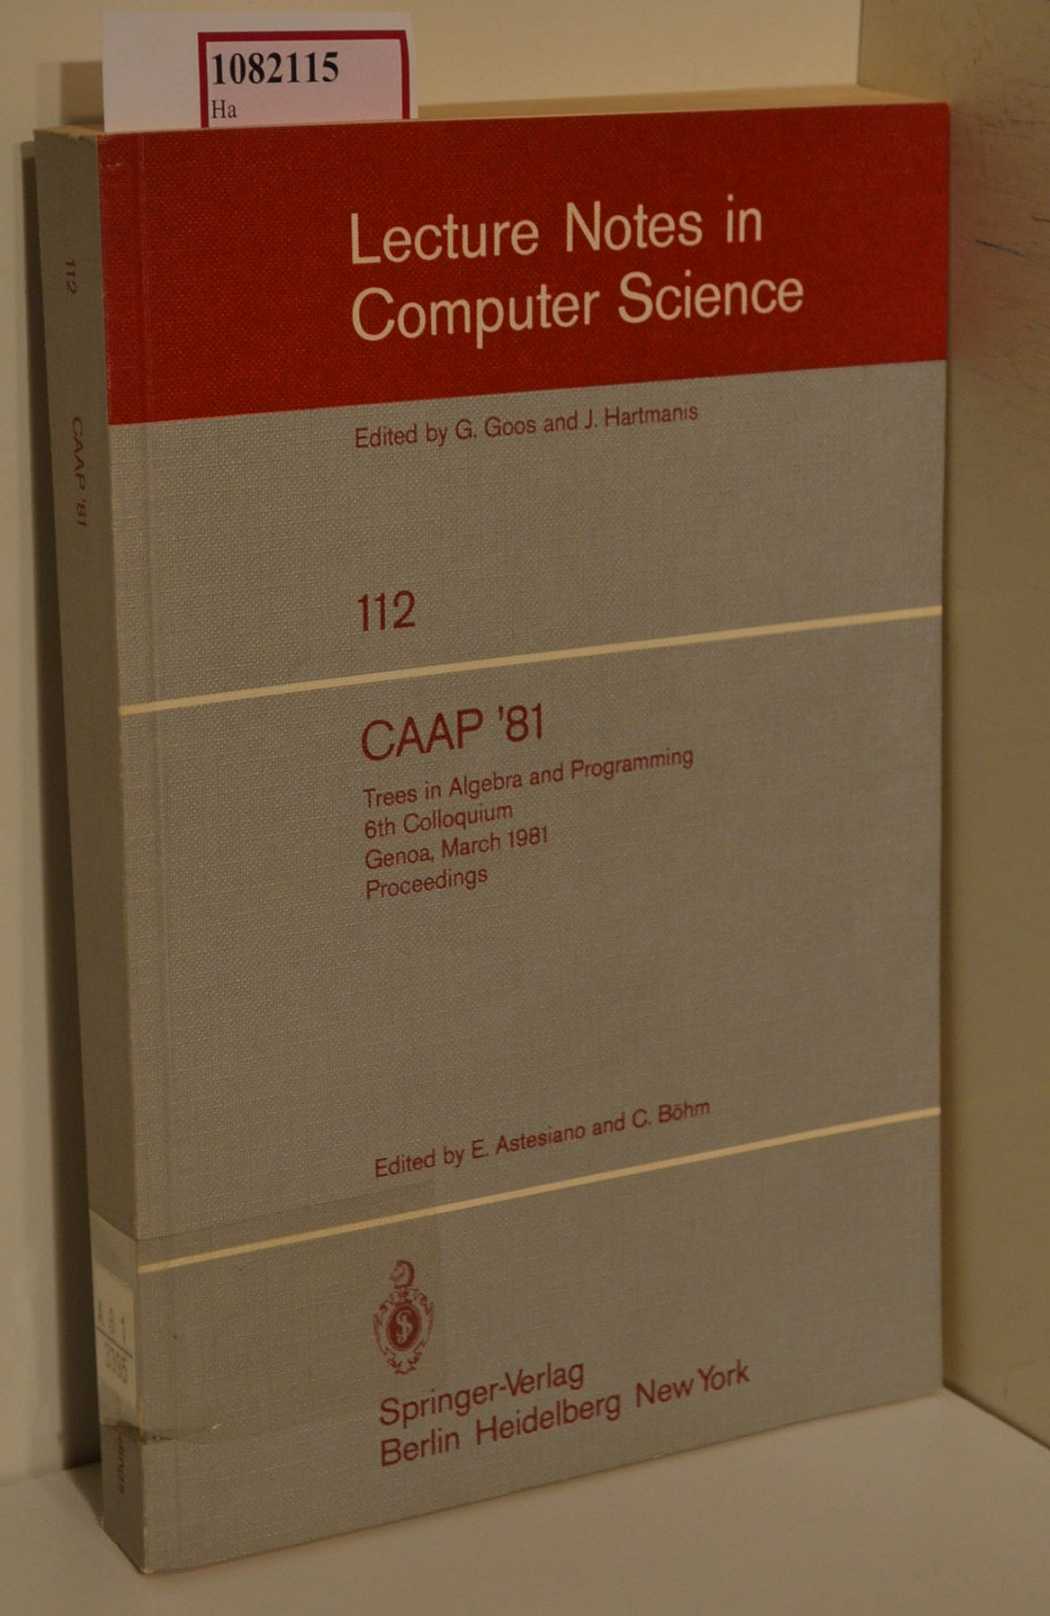 1082115
Ha
Lecture Notes in
Computer Science
Edited by G. Goos and J. Hartmanis
112
CAAP '81
Trees in Algebra and Programming
6th Colloquium
Genoa, March 1981
Proceedings
Edited by E. Astesiano and C. Böhm
Springer-Verlag
Berlin Heidelberg New York
112
CAAP '81